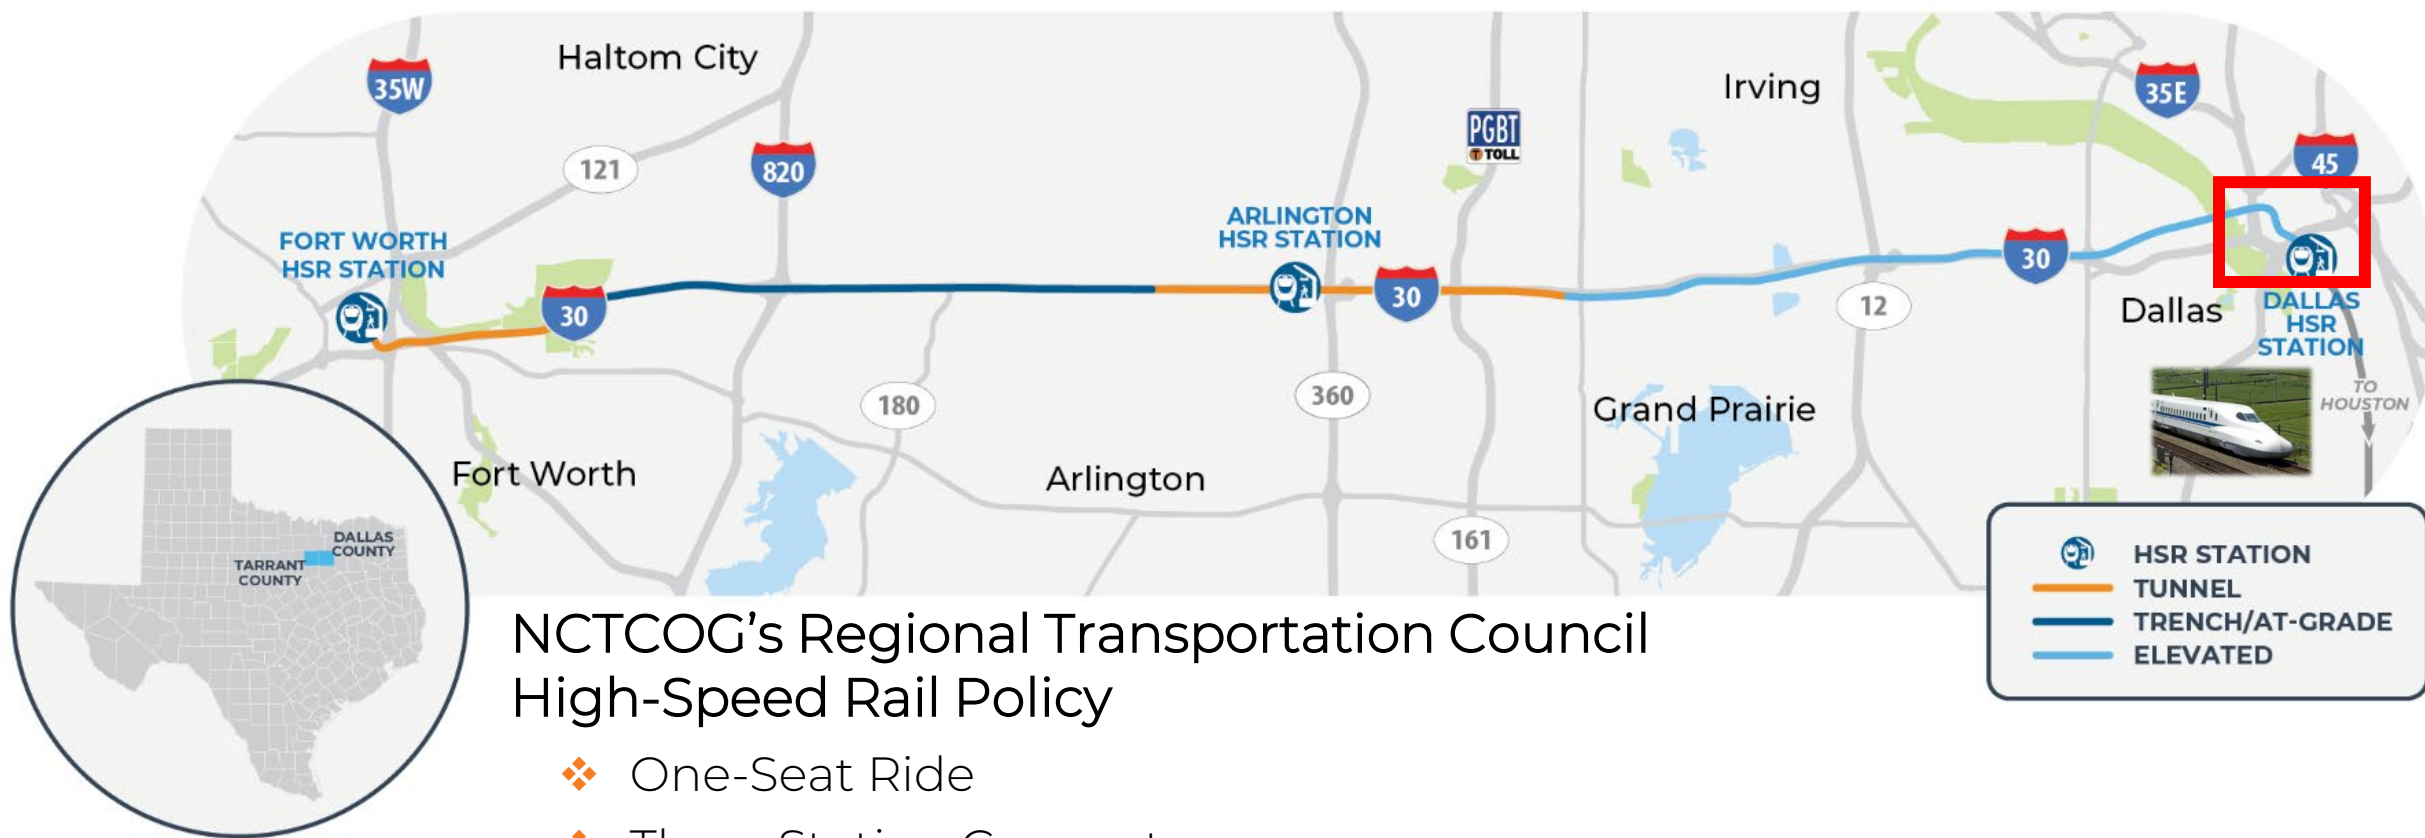 Haltom City
35W
121
820
FORT WORTH
HSR STATION
30
ARLINGTON
HSR STATION
30
PGBT
TOLL
Irving
35E
45
30
12
Dallas
DALLAS
HSR
STATION
TO
HOUSTON
180
360
Grand Prairie
Fort Worth
Arlington
161
DALLAS
COUNTY
TARRANT
COUNTY
HSR STATION
TUNNEL
TRENCH/AT-GRADE
ELEVATED
NCTCOG’s Regional Transportation Council
High-Speed Rail Policy
One-Seat Ride